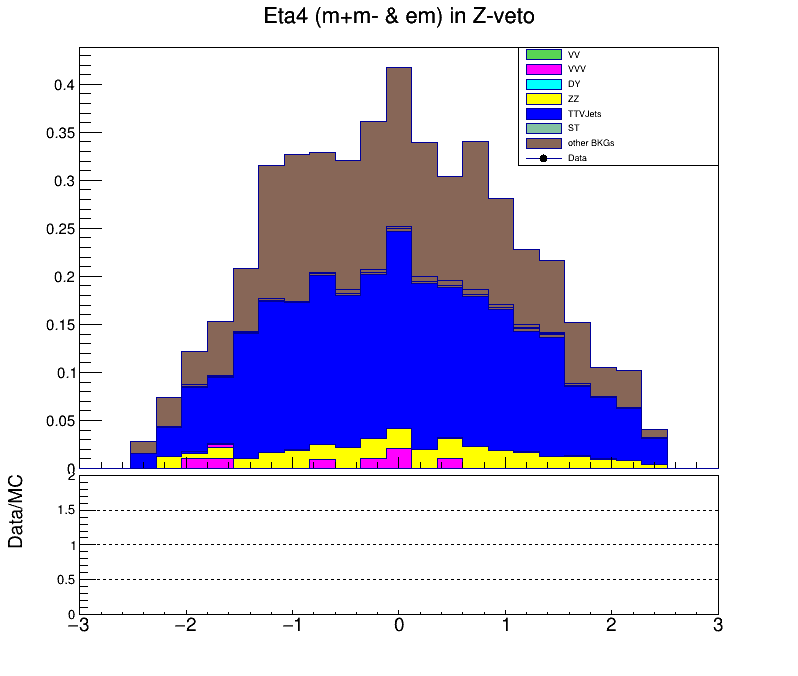 Eta4 (m+m- & em) in Z-veto
VV
VVV
DY
ZZ
TTVJets
ST
other BKGs
Data
0.4
0.35
0.3
0.25
0.2
0.15
0.1
0.05
0
Data/MC
2
1.5
1
0.5
0
−3 −2 −1 0 1 2 3